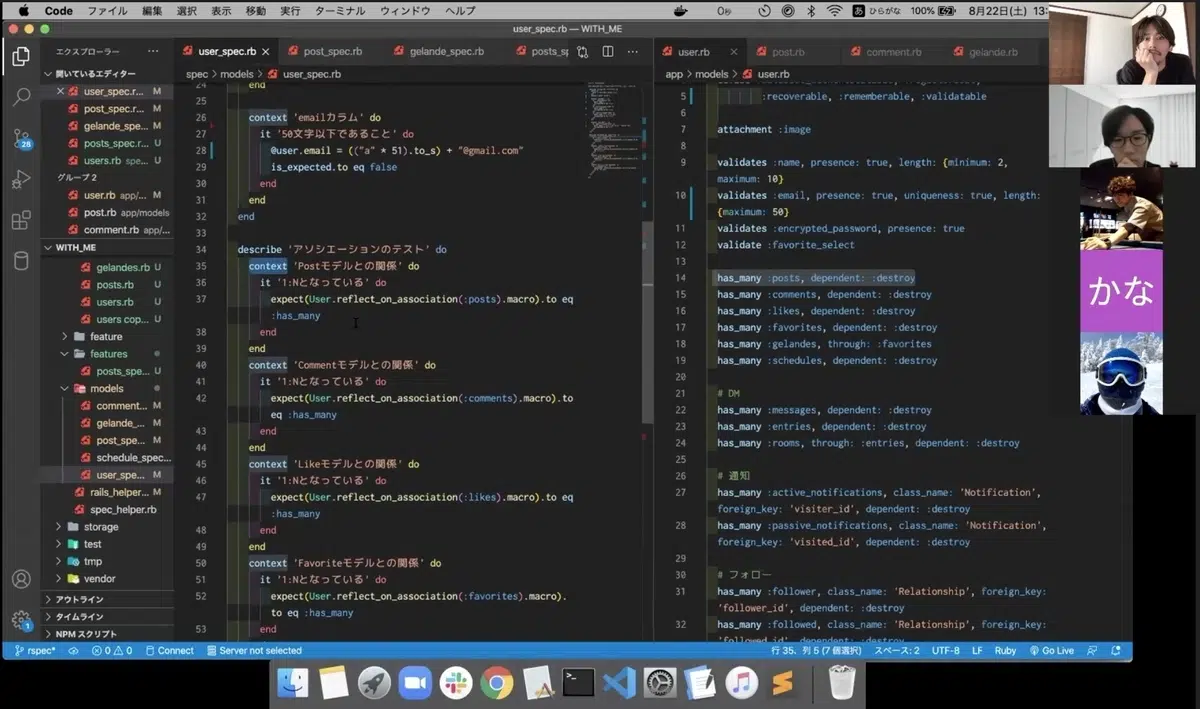 Code ファイル 編集 選択 表示 移動 実行 ターミナル ウィンドウ ヘルプ
あ ひらがな 100% 8月22日(土) 13:
user_spec.rb — WITH_ME
エクスプローラー
開いているエディター
user_spec.r... M
post_spec.r... M
gelande_spe... M
posts_spec.r... U
users.rb spe... U
グループ 2
user.rb app/... M
post.rb app/models
comment.rb app/...
WITH_ME
gelandes.rb U
posts.rb U
users.rb U
users cop... U
feature
features
posts_spe... U
models
comment... M
gelande_... M
post_spe... M
schedule_spec...
user_spe... M
rails_helper... M
spec_helper.rb
storage
test
tmp
vendor
アウトライン
タイムライン
NPM スクリプト
28
1
user_spec.rb
post_spec.rb
gelande_spec.rb
posts_s
spec > models > user_spec.rb
24 end
25
26 context 'emailカラム' do
27 it '50文字以下であること' do
28 @user.email = (("a" * 51).to_s) + "@gmail.com"
29 is_expected.to eq false
30 end
31 end
32 end
33
34 describe 'アソシエーションのテスト' do
35 context 'Postモデルとの関係' do
36 it '1:Nとなっている' do
37 expect(User.reflect_on_association(:posts).macro).to eq
:has_many
38 end
39 end
40 context 'Commentモデルとの関係' do
41 it '1:Nとなっている' do
42 expect(User.reflect_on_association(:comments).macro).to
eq :has_many
43 end
44 end
45 context 'Likeモデルとの関係' do
46 it '1:Nとなっている' do
47 expect(User.reflect_on_association(:likes).macro).to eq
:has_many
48 end
49 end
50 context 'Favoriteモデルとの関係' do
51 it '1:Nとなっている' do
52 expect(User.reflect_on_association(:favorites).macro).
to eq :has_many
53 end
user.rb
post.rb
comment.rb
gelande.rb
app > models > user.rb
5 :recoverable, :rememberable, :validatable
6
7 attachment :image
8
9 validates :name, presence: true, length: {minimum: 2,
maximum: 10}
10 validates :email, presence: true, uniqueness: true, length:
{maximum: 50}
11 validates :encrypted_password, presence: true
12 validate :favorite_select
13
14 has_many :posts, dependent: :destroy
15 has_many :comments, dependent: :destroy
16 has_many :likes, dependent: :destroy
17 has_many :favorites, dependent: :destroy
18 has_many :gelandes, through: :favorites
19 has_many :schedules, dependent: :destroy
20
21 # DM
22 has_many :messages, dependent: :destroy
23 has_many :entries, dependent: :destroy
24 has_many :rooms, through: :entries, dependent: :destroy
25
26 # 通知
27 has_many :active_notifications, class_name: 'Notification',
foreign_key: 'visiter_id', dependent: :destroy
28 has_many :passive_notifications, class_name: 'Notification',
foreign_key: 'visited_id', dependent: :destroy
29
30 # フォロー
31 has_many :follower, class_name: 'Relationship', foreign_key:
'follower_id', dependent: :destroy
32 has_many :followed, class_name: 'Relationship', foreign_key:
'followed_id', dependent: :destroy
かな
rspec* 0 0 Connect Server not selected 行 35、列 5 (7 個選択) スペース: 2 UTF-8 LF Ruby Go Live